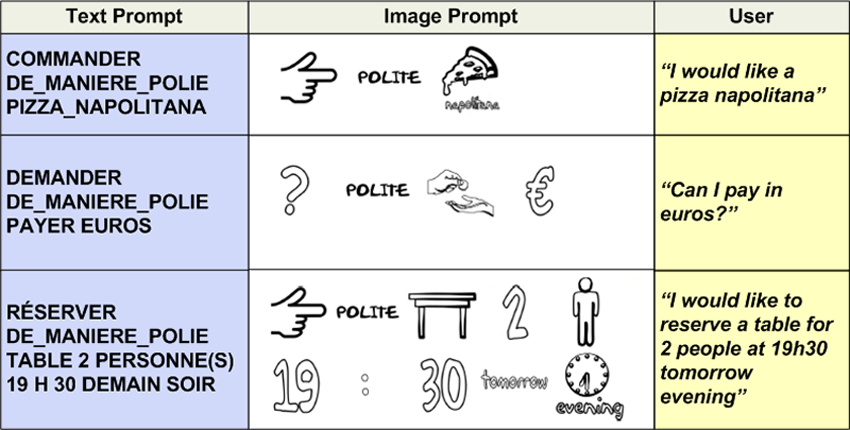 Text Prompt
Image Prompt
User
COMMANDER
DE_MANIERE_POLIE
PIZZA_NAPOLITANA
POLITE
napolitana
“I would like a
pizza napolitana”
DEMANDER
DE_MANIERE_POLIE
PAYER EUROS
? POLITE €
“Can I pay in
euros?”
RÉSERVER
DE_MANIERE_POLIE
TABLE 2 PERSONNE(S)
19 H 30 DEMAIN SOIR
POLITE 2
19 : 30 tomorrow
evening
“I would like to
reserve a table for
2 people at 19h30
tomorrow
evening”